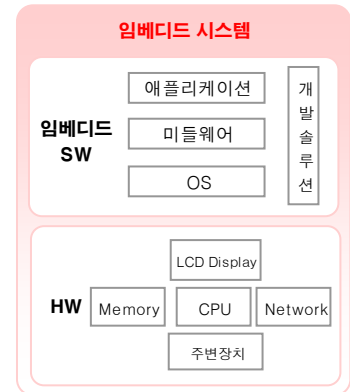 임베디드 시스템
애플리케이션
임베디드
SW
미들웨어
OS
개
발
솔
루
션
LCD Display
HW
Memory
CPU
Network
주변장치